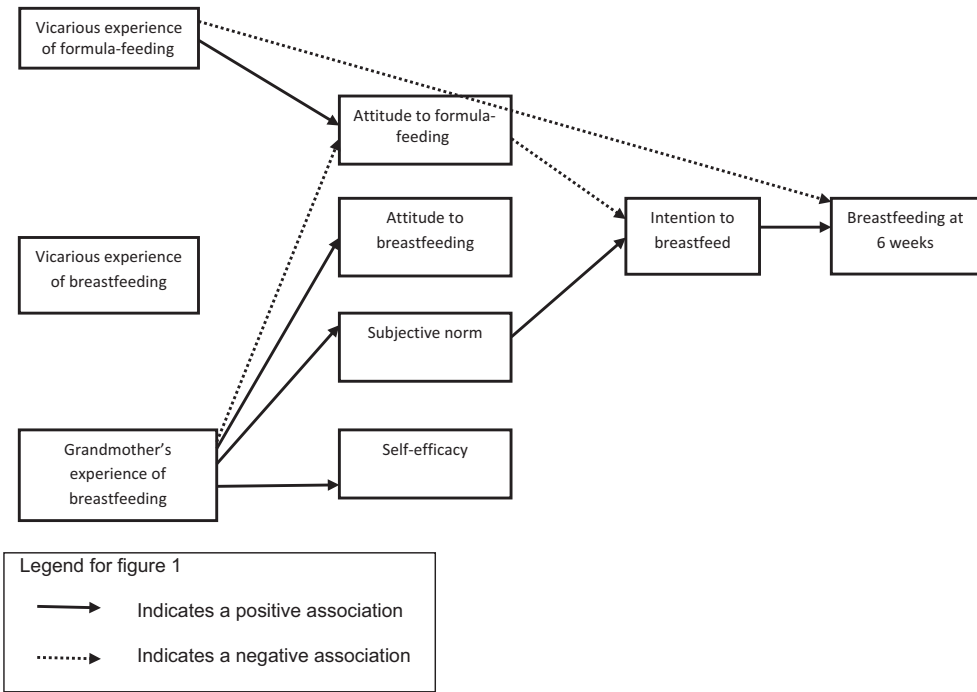 Vicarious experience
of formula-feeding
Attitude to formula-
feeding
Attitude to
breastfeeding
Intention to
breastfeed
Breastfeeding at
6 weeks
Vicarious experience
of breastfeeding
Subjective norm
Grandmother’s
experience of
breastfeeding
Self-efficacy
Legend for figure 1
Indicates a positive association
Indicates a negative association